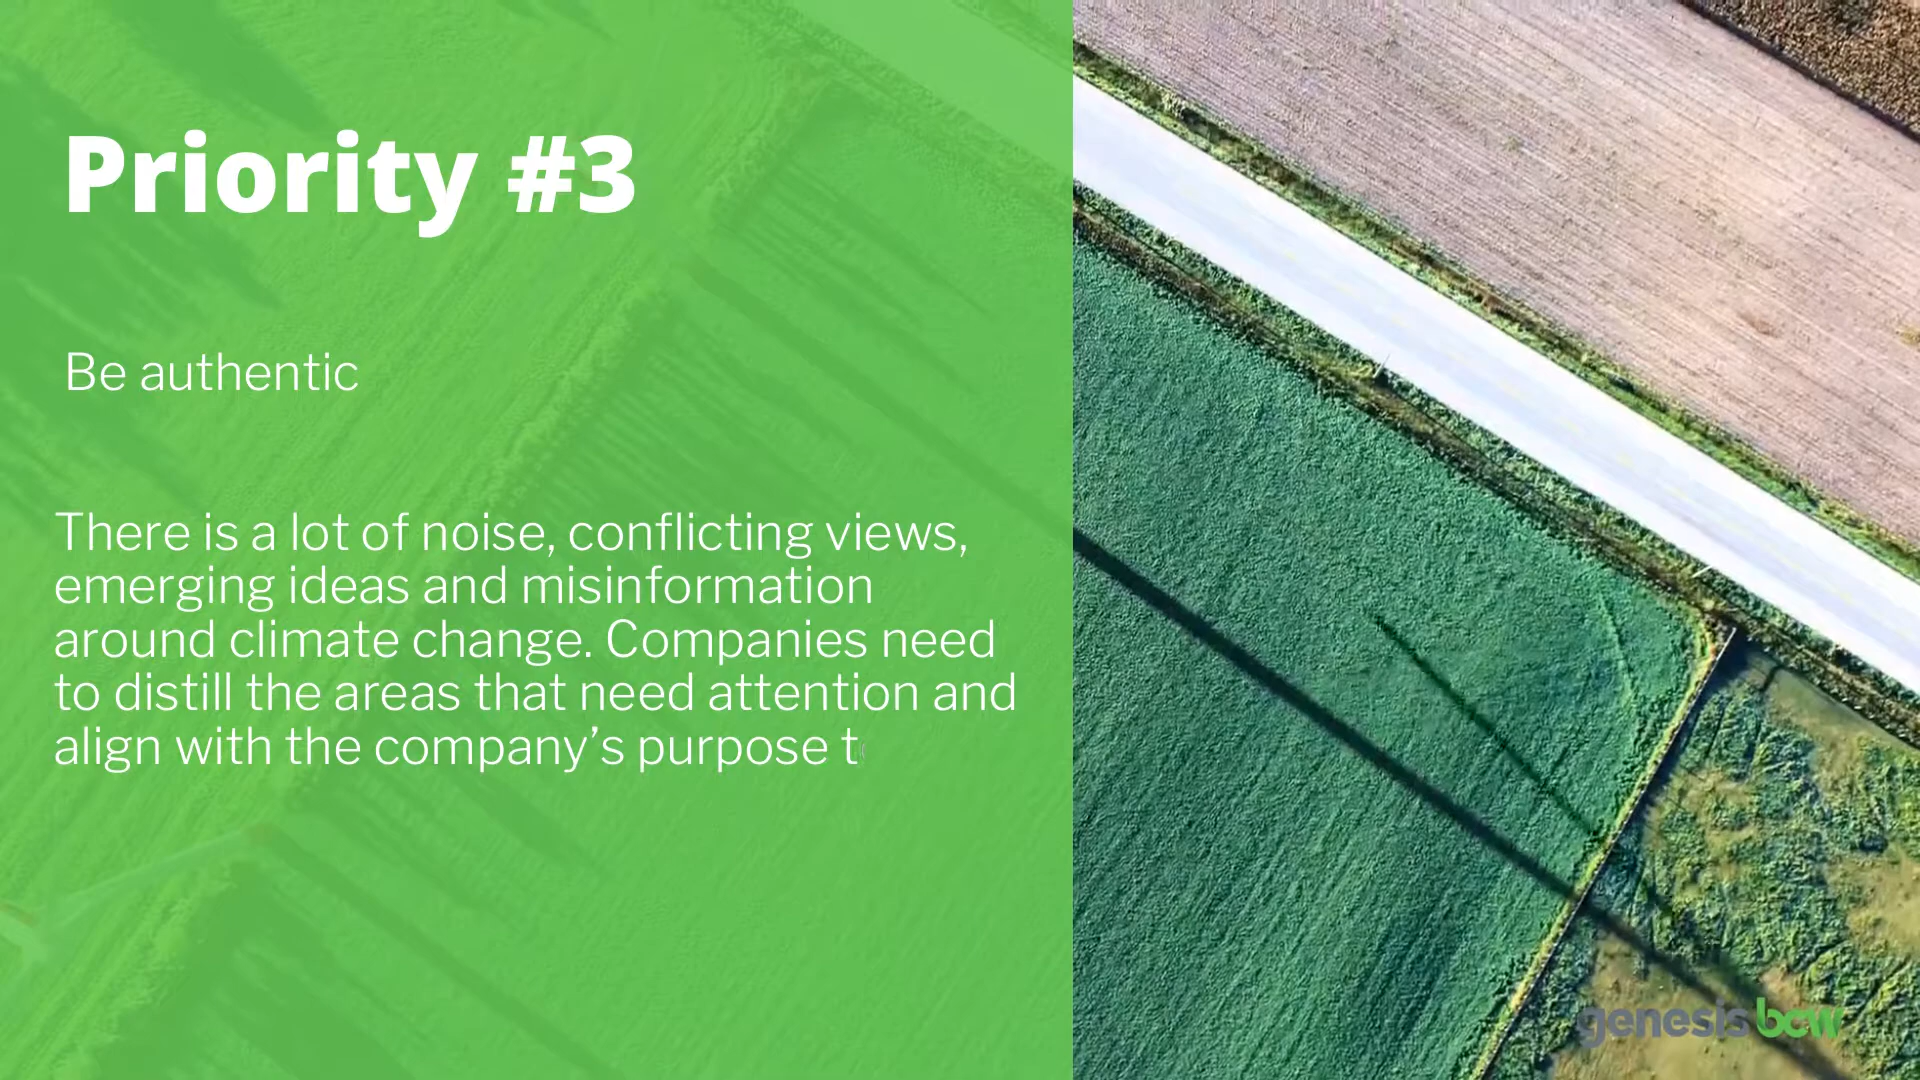 Priority #3
Be authentic
There is a lot of noise, conflicting views,
emerging ideas and misinformation
around climate change. Companies need
to distill the areas that need attention and
align with the company’s purpose t
genesis bcw